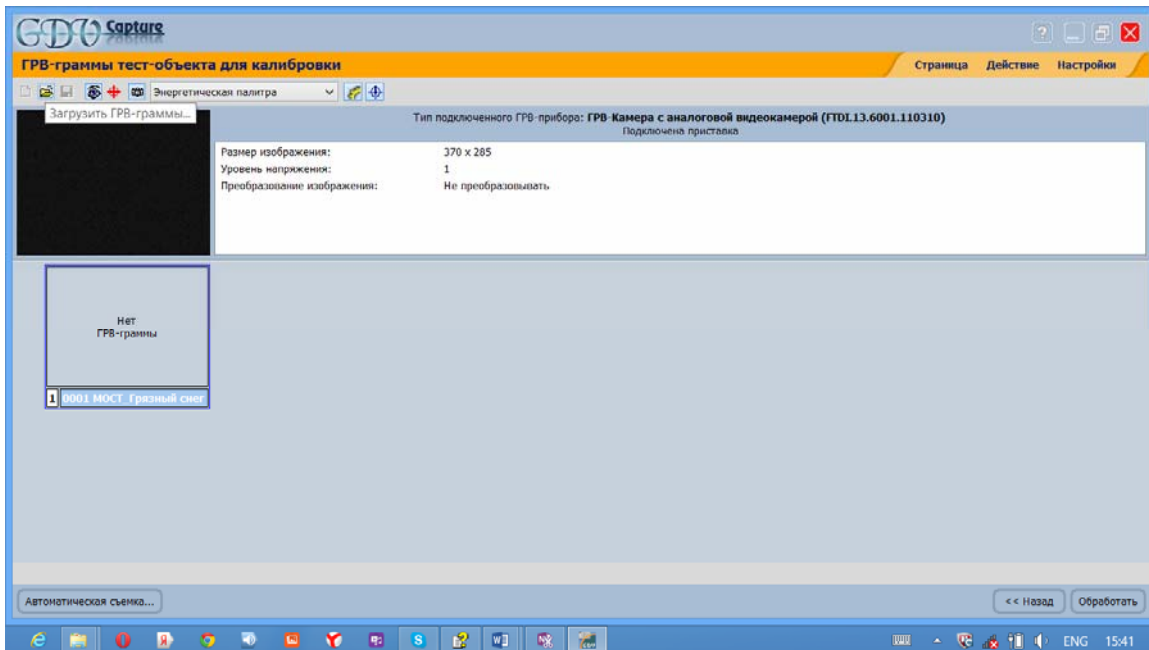 GDV Capture
ГРВ-граммы тест-объекта для калибровки
Страница Действие Настройки
Энергетическая палитра
Загрузить ГРВ-граммы...
Тип подключенного ГРВ-прибора: ГРВ-Камера с аналоговой видеокамерой (FTDI.13.6001.110310)
Подключена приставка
Размер изображения: 370 x 285
Уровень напряжения: 1
Преобразование изображения: Не преобразовывать
Нет
ГРВ-граммы
1 0001 МОСТ_Грязный снег
Автоматическая съемка...
<< Назад Обработать
ENG 15:41